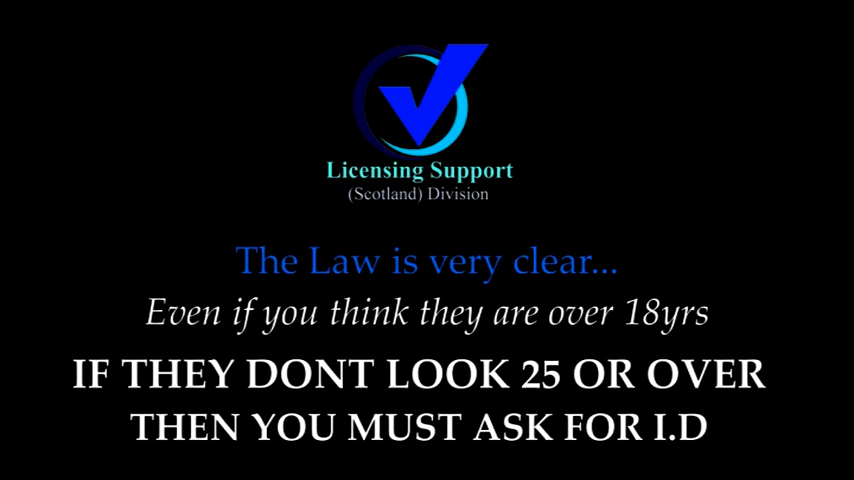 Licensing Support
(Scotland) Division
The Law is very clear...
Even if you think they are over 18yrs
IF THEY DONT LOOK 25 OR OVER
THEN YOU MUST ASK FOR I.D